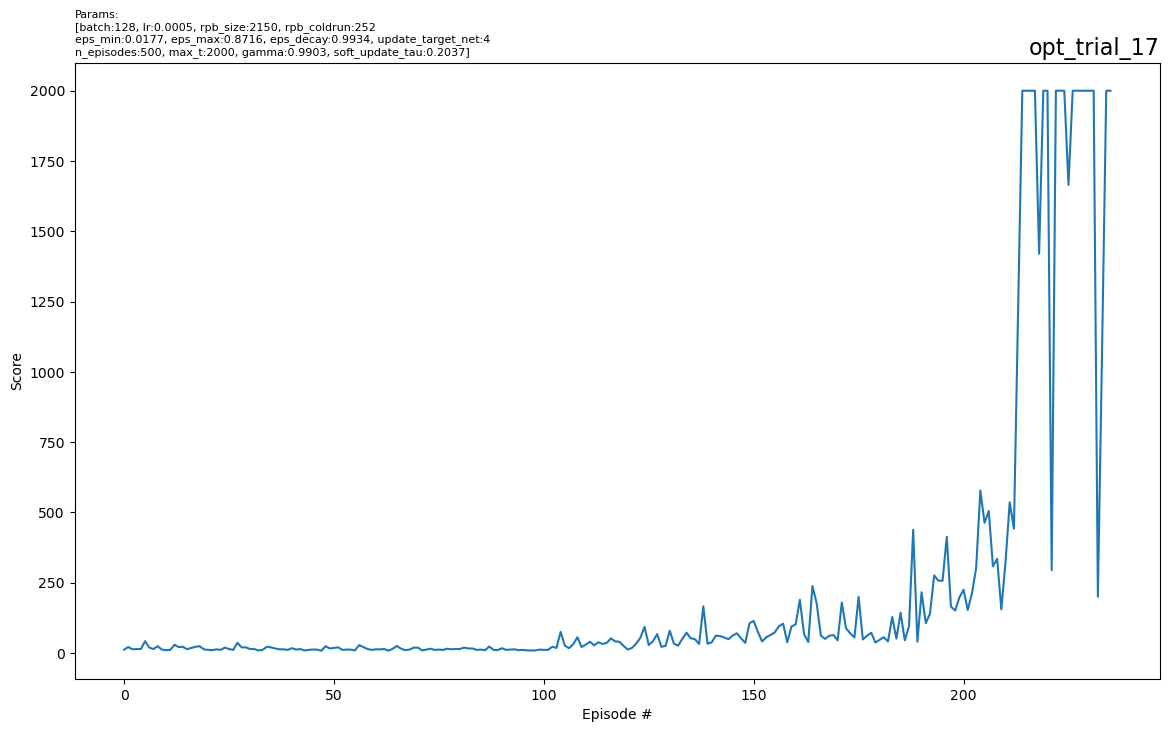 Params:
[batch:128, lr:0.0005, rpb_size:2150, rpb_coldrun:252
eps_min:0.0177, eps_max:0.8716, eps_decay:0.9934, update_target_net:4
n_episodes:500, max_t:2000, gamma:0.9903, soft_update_tau:0.2037]
opt_trial_17
2000
1750
1500
1250
1000
750
500
250
0
Score
0 50 100 150 200
Episode #